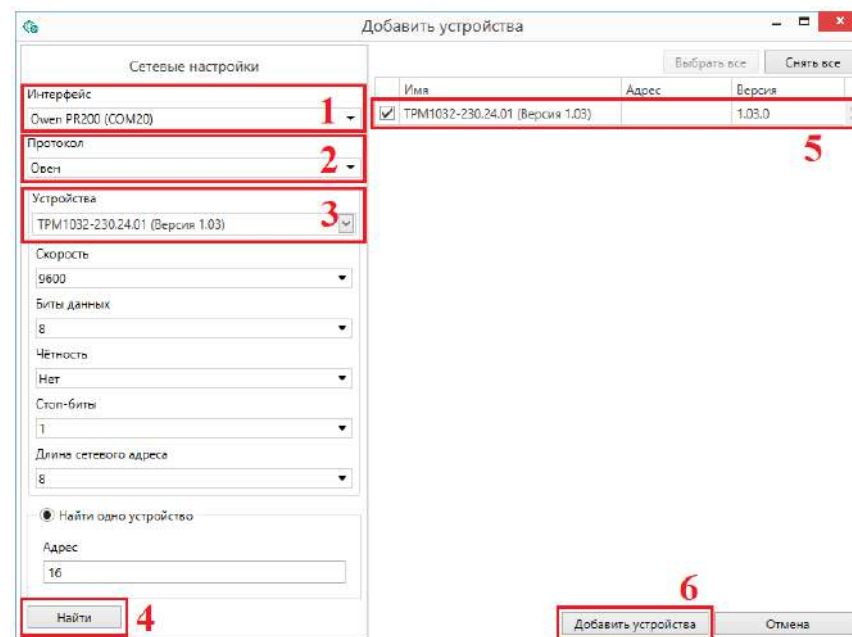 Добавить устройства
Сетевые настройки
Выбрать все
Снять все
Интерфейс
1
Owen PR200 (COM20)
Протокол
2
Овен
Устройства
3
ТРМ1032-230.24.01 (Версия 1.03)
Скорость
9600
Биты данных
8
Чётность
Нет
Стоп-биты
1
Длина сетевого адреса
8
Найти одно устройство
Адрес
16
Найти
4
Имя Адрес Версия
ТРМ1032-230.24.01 (Версия 1.03) 1.03.0
5
6
Добавить устройства
Отмена